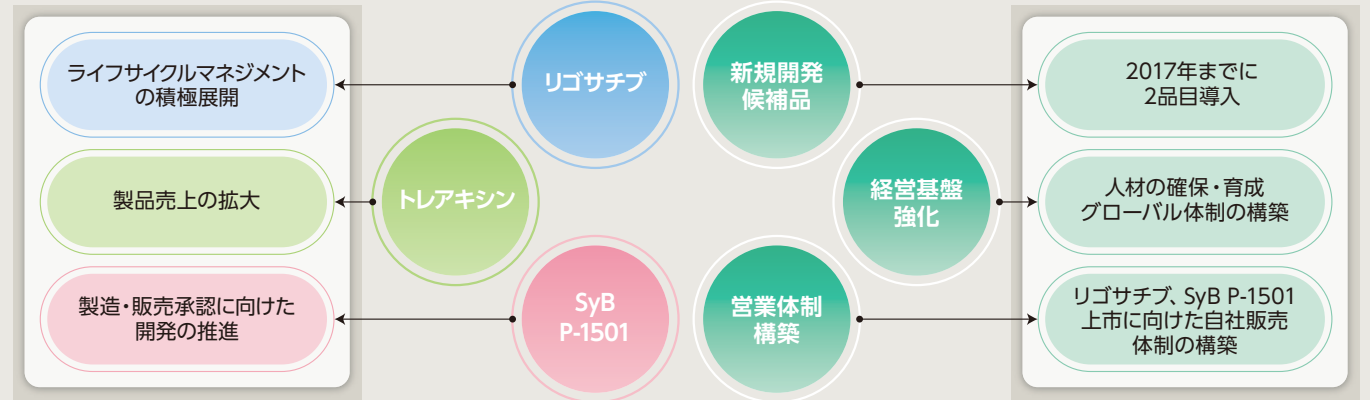 ライフサイクルマネジメント
の積極展開
リゴサチブ
新規開発
候補品
2017年までに
2品目導入
製品売上の拡大
トレアキシン
経営基盤
強化
人材の確保・育成
グローバル体制の構築
製造・販売承認に向けた
開発の推進
SyB
P-1501
営業体制
構築
リゴサチブ、SyB P-1501
上市に向けた自社販売
体制の構築